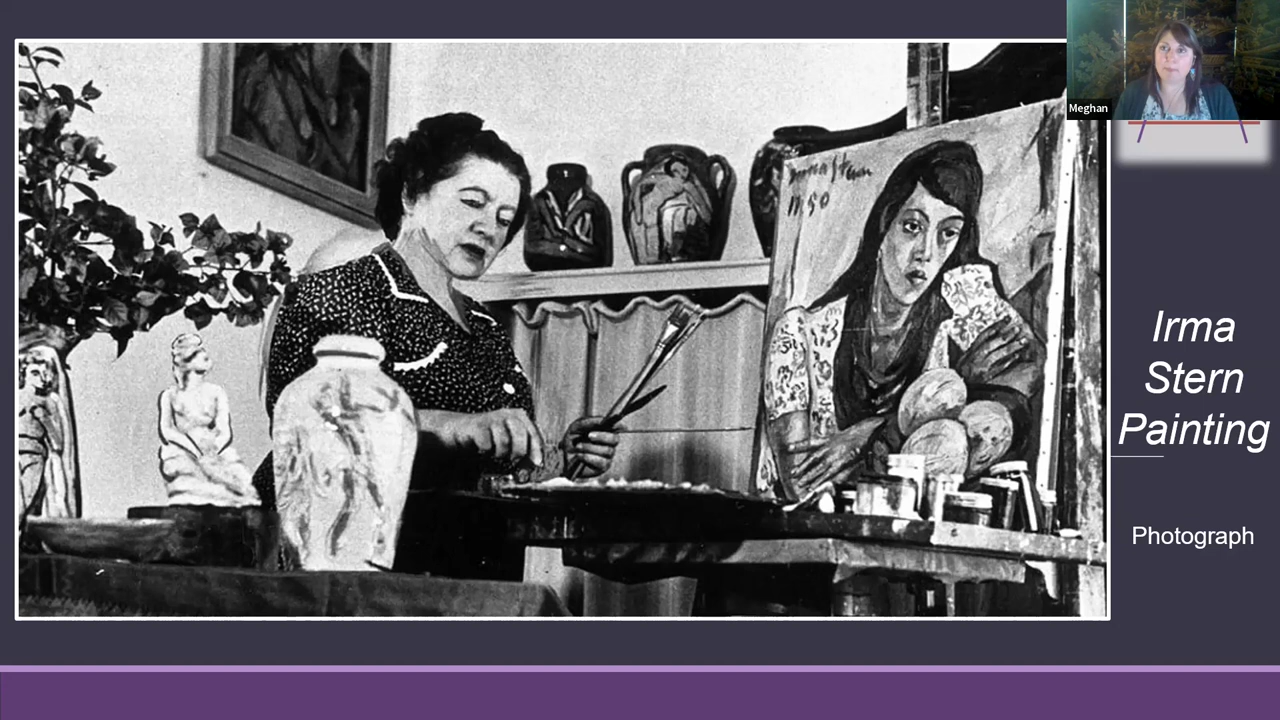 Meghan
Irma Stern
1950
Irma
Stern
Painting
Photograph